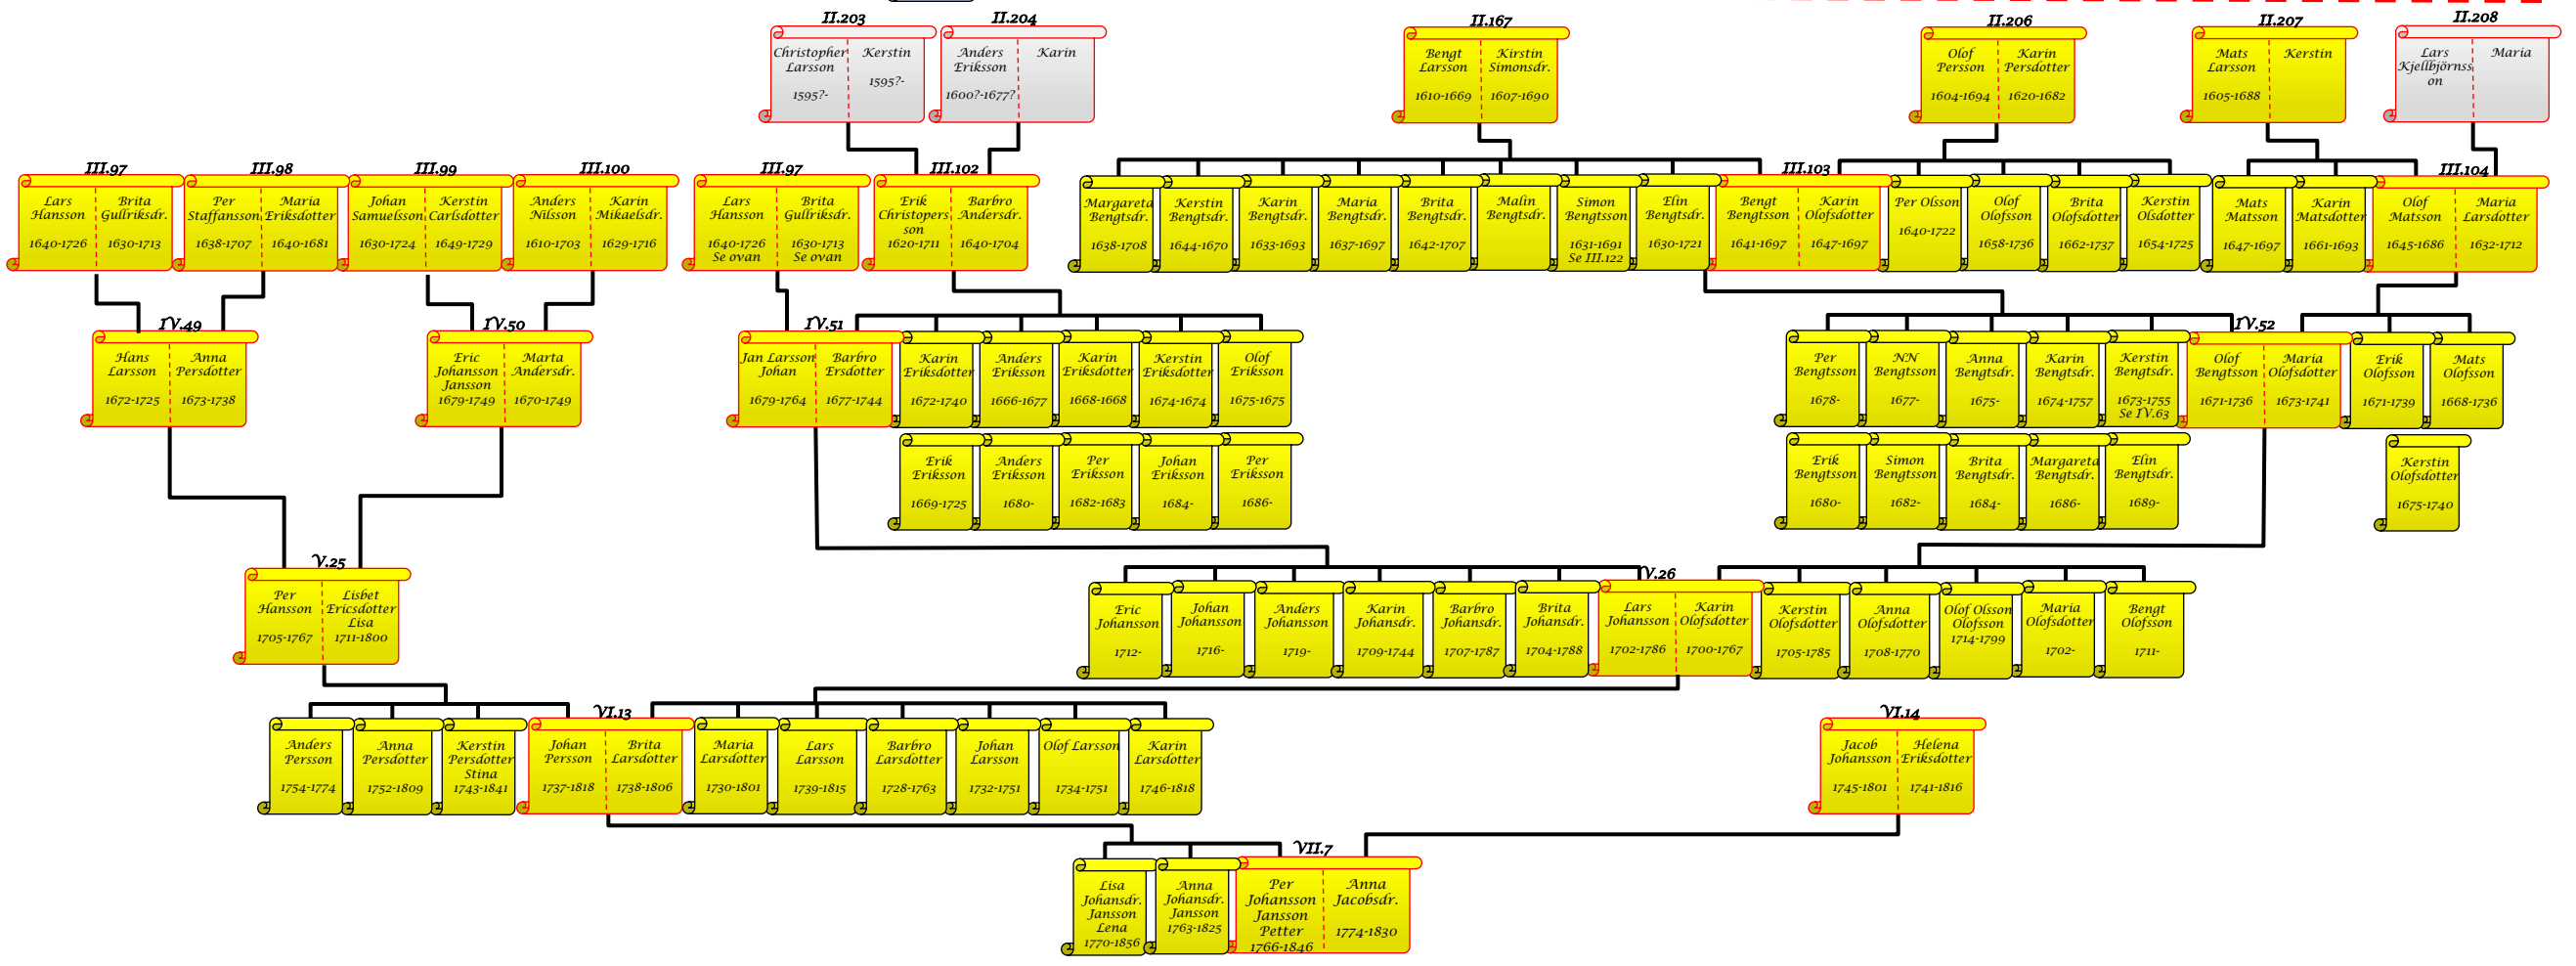 II.203
Christopher
Larsson
1595?-
Kerstin
1595?-
II.204
Anders
Eriksson
1600?-1677?
Karin
II.167
Bengt
Larsson
1610-1669
Kirstin
Simonsdr.
1607-1690
II.206
Olof
Persson
1604-1694
Karin
Persdotter
1620-1682
II.207
Mats
Larsson
1605-1688
Kerstin
II.208
Lars
Kjellbjörnss
on
Maria
III.97
Lars
Hansson
1640-1726
Brita
Gullriksdr.
1630-1713
III.98
Per
Staffansson
1638-1707
Maria
Eriksdotter
1640-1681
III.99
Johan
Samuelsson
1630-1724
Kerstin
Carlsdotter
1649-1729
III.100
Anders
Nilsson
1610-1703
Karin
Mikaelsdr.
1629-1716
III.97
Lars
Hansson
1640-1726
Se ovan
Brita
Gullriksdr.
1630-1713
Se ovan
III.102
Erik
Christopers
son
1620-1711
Barbro
Andersdr.
1640-1704
Margareta
Bengtsdr.
1638-1708
Kerstin
Bengtsdr.
1644-1670
Karin
Bengtsdr.
1633-1693
Maria
Bengtsdr.
1637-1697
Brita
Bengtsdr.
1642-1707
Malin
Bengtsdr.
Simon
Bengtsson
1631-1691
Se III.122
Elin
Bengtsdr.
1630-1721
III.103
Bengt
Bengtsson
1641-1697
Karin
Olofsdotter
1647-1697
Per Olsson
1640-1722
Olof
Olofsson
1658-1736
Brita
Olofsdotter
1662-1737
Kerstin
Olsdotter
1654-1725
Mats
Matsson
1647-1697
Karin
Matsdotter
1661-1693
III.104
Olof
Matsson
1645-1686
Maria
Larsdotter
1632-1712
IV.49
Hans
Larsson
1672-1725
Anna
Persdotter
1673-1738
IV.50
Eric
Johansson
Jansson
1679-1749
Marta
Andersdr.
1670-1749
IV.51
Jan Larsson
Johan
1679-1764
Barbro
Ersdotter
1677-1744
Karin
Eriksdotter
1672-1740
Anders
Eriksson
1666-1677
Karin
Eriksdotter
1668-1668
Kerstin
Eriksdotter
1674-1674
Olof
Eriksson
1675-1675
Per
Bengtsson
1678-
NN
Bengtsson
1677-
Anna
Bengtsdr.
1675-
Karin
Bengtsdr.
1674-1757
Kerstin
Bengtsdr.
1673-1755
Se IV.63
IV.52
Olof
Bengtsson
1671-1736
Maria
Olofsdotter
1673-1741
Erik
Olofsson
1671-1739
Mats
Olofsson
1668-1736
Erik
Eriksson
1669-1725
Anders
Eriksson
1680-
Per
Eriksson
1682-1683
Johan
Eriksson
1684-
Per
Eriksson
1686-
Erik
Bengtsson
1680-
Simon
Bengtsson
1682-
Brita
Bengtsdr.
1684-
Margareta
Bengtsdr.
1686-
Elin
Bengtsdr.
1689-
Kerstin
Olofsdotter
1675-1740
V.25
Per
Hansson
1705-1767
Lisbet
Ericsdotter
Lisa
1711-1800
Eric
Johansson
1712-
Johan
Johansson
1716-
Anders
Johansson
1719-
Karin
Johansdr.
1709-1744
Barbro
Johansdr.
1707-1787
Brita
Johansdr.
1704-1788
V.26
Lars
Johansson
1702-1786
Karin
Olofsdotter
1700-1767
Kerstin
Olofsdotter
1705-1785
Anna
Olofsdotter
1708-1770
Olof Olsson
Olofsson
1714-1799
Maria
Olofsdotter
1702-
Bengt
Olofsson
1711-
Anders
Persson
1754-1774
Anna
Persdotter
1752-1809
Kerstin
Persdotter
Stina
1743-1841
VI.13
Johan
Persson
1737-1818
Brita
Larsdotter
1738-1806
Maria
Larsdotter
1730-1801
Lars
Larsson
1739-1815
Barbro
Larsdotter
1728-1763
Johan
Larsson
1732-1751
Olof Larsson
1734-1751
Karin
Larsdotter
1746-1818
VI.14
Jacob
Johansson
1745-1801
Helena
Eriksdotter
1741-1816
Lisa
Johansdr.
Jansson
Lena
1770-1856
Anna
Johansdr.
Jansson
1763-1825
VII.7
Per
Johansson
Jansson
Petter
1766-1846
Anna
Jacobsdr.
1774-1830